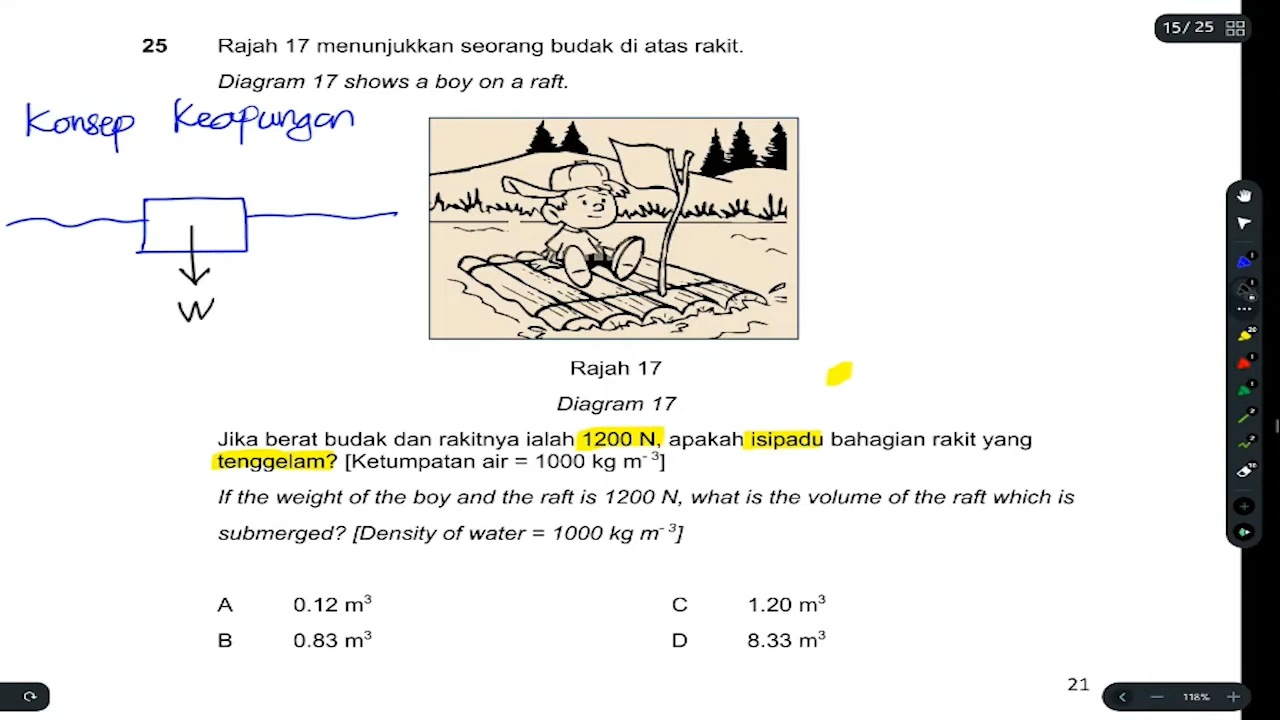 15/ 25
25 Rajah 17 menunjukkan seorang budak di atas rakit.
Diagram 17 shows a boy on a raft.
Konsep Keapungan
W
Rajah 17
Diagram 17
Jika berat budak dan rakitnya ialah 1200 N, apakah isipadu bahagian rakit yang
tenggelam? [Ketumpatan air = 1000 kg m⁻³]
If the weight of the boy and the raft is 1200 N, what is the volume of the raft which is
submerged? [Density of water = 1000 kg m⁻³]
A 0.12 m³ C 1.20 m³
B 0.83 m³ D 8.33 m³
21
118%